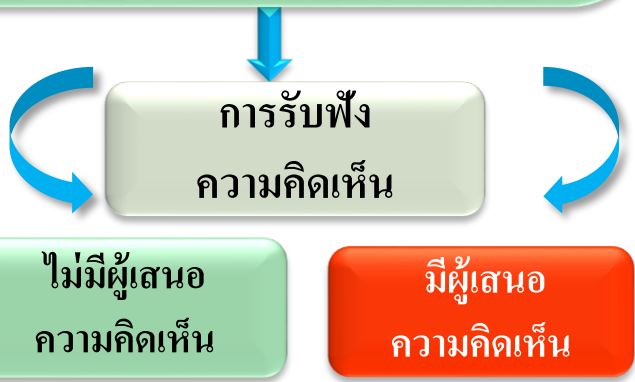 การรับฟัง
ความคิดเห็น
ไม่มีผู้เสนอ
ความคิดเห็น
มีผู้เสนอ
ความคิดเห็น